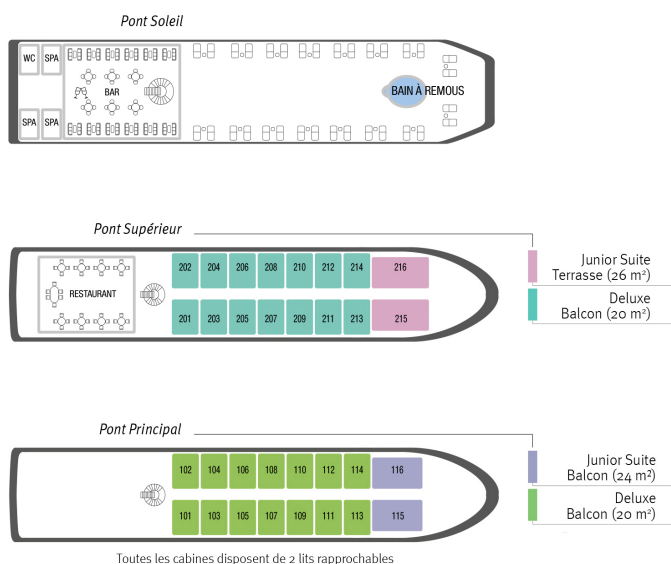 Pont Soleil
WC SPA
BAR
BAIN À REMOUS
SPA SPA
Pont Supérieur
202 204 206 208 210 212 214 216
RESTAURANT
201 203 205 207 209 211 213 215
Junior Suite
Terrasse (26 m²)
Deluxe
Balcon (20 m²)
Pont Principal
102 104 106 108 110 112 114 116
101 103 105 107 109 111 113 115
Junior Suite
Balcon (24 m²)
Deluxe
Balcon (20 m²)
Toutes les cabines disposent de 2 lits rapprochables